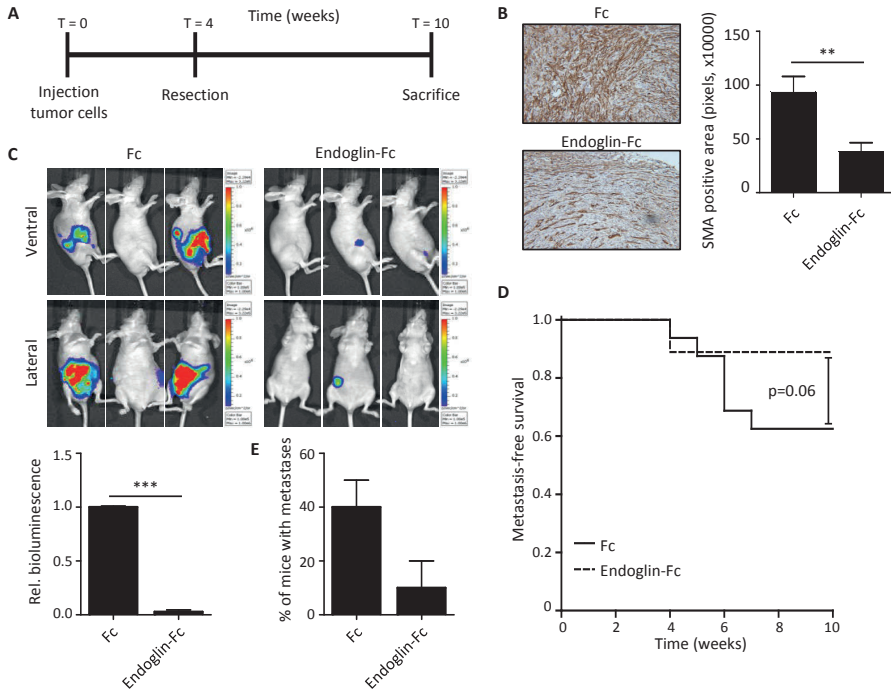 A
T = 0
T = 4
Time (weeks)
T = 10
Injection
tumor cells
Resection
Sacrifice
B
Fc
Endoglin-Fc
SMA positive area (pixels, x10000)
150
100
50
0
**
Fc
Endoglin-Fc
C
Fc
Endoglin-Fc
Ventral
Lateral
Rel. bioluminescence
1.5
1.0
0.5
0.0
***
Fc
Endoglin-Fc
E
% of mice with metastases
60
40
20
0
Fc
Endoglin-Fc
D
Metastasis-free survival
1.0
0.8
0.6
0.4
0.2
0
p=0.06
Fc
Endoglin-Fc
0
2
4
6
8
10
Time (weeks)